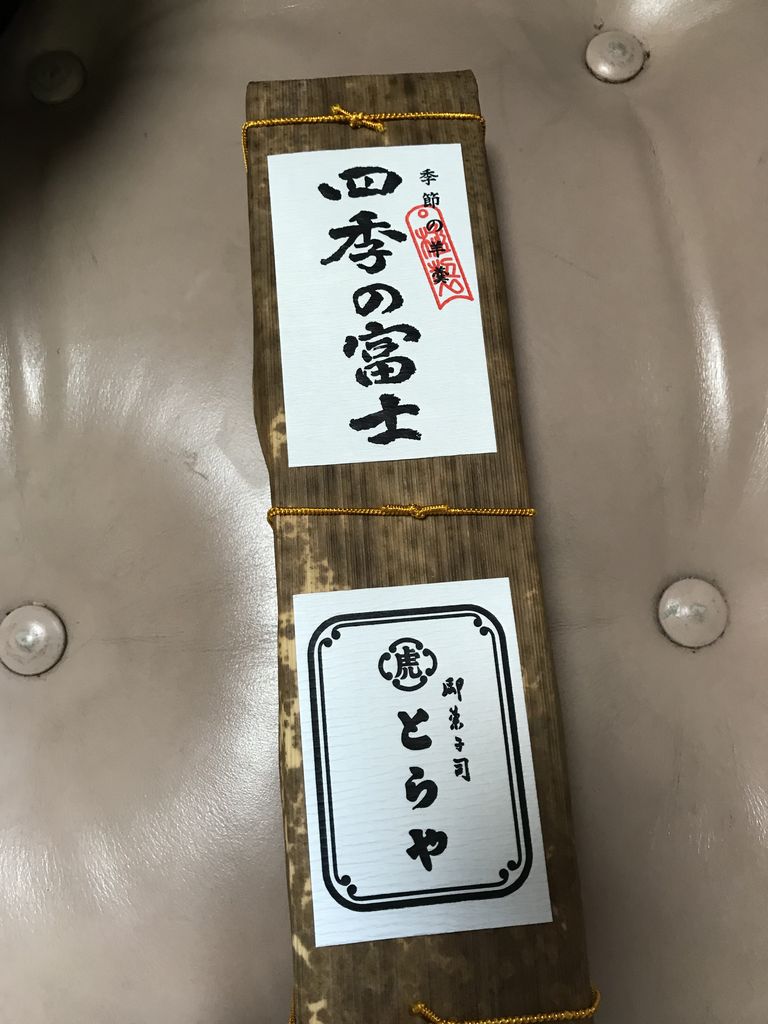 季節の羊羹
四季の富士
御菓子司
虎
とらや